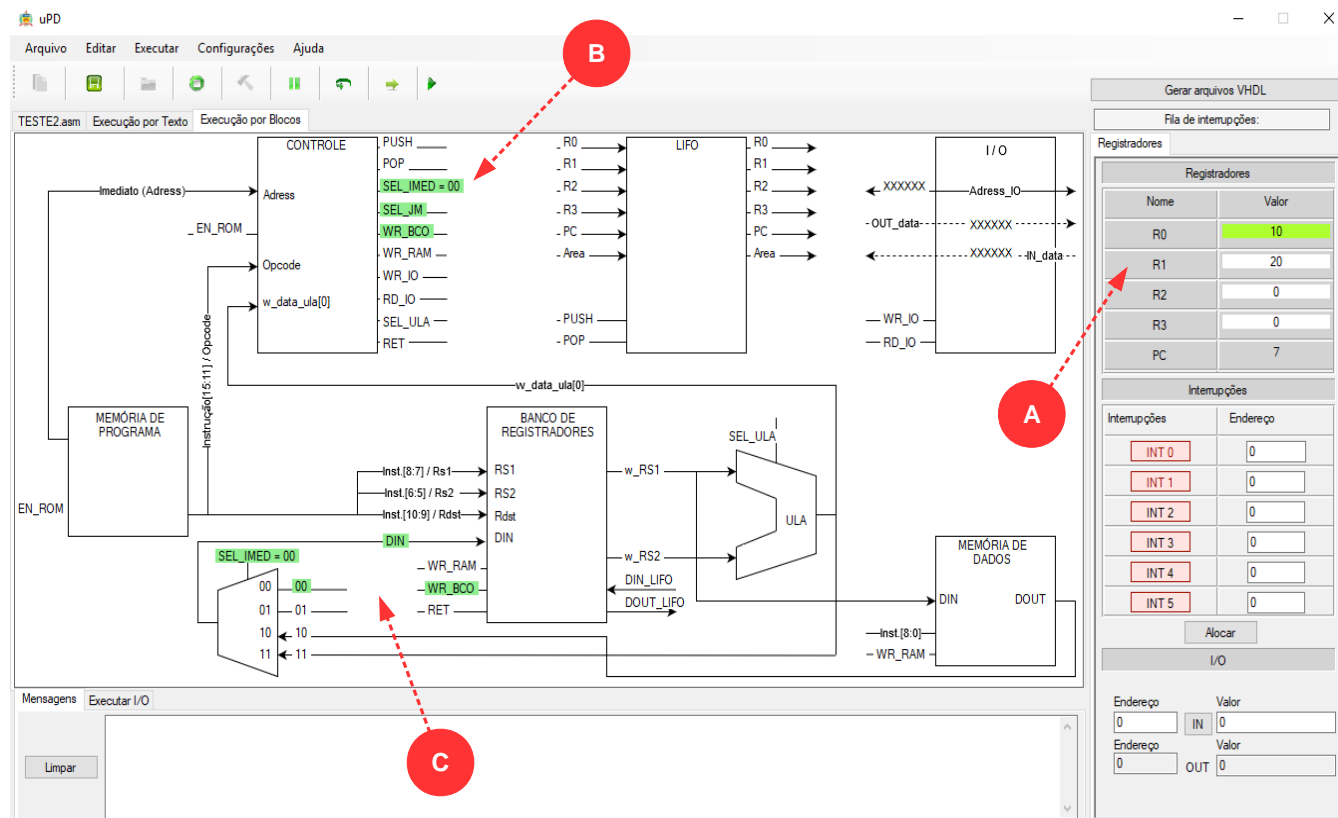 uPD
Arquivo Editar Executar Configurações Ajuda
B
TESTE2.asm Execução por Texto Execução por Blocos
Gerar arquivos VHDL
Fila de interrupções:
Registradores
CONTROLE
Adress
Opcode
w_data_ula[0]
Imediato (Adress)
EN_ROM
Instrução[15:11] / Opcode
PUSH
POP
SEL_IMED = 00
SEL_JM
WR_BCO
WR_RAM
WR_IO
RD_IO
SEL_ULA
RET
LIFO
R0
R1
R2
R3
PC
Area
PUSH
POP
R0
R1
R2
R3
PC
Area
I / O
XXXXXX
Adress_IO
OUT_data
XXXXXX
XXXXXX
IN_data
WR_IO
RD_IO
w_data_ula[0]
MEMÓRIA DE
PROGRAMA
EN_ROM
BANCO DE
REGISTRADORES
Inst.[8:7] / Rs1
RS1
Inst.[6:5] / Rs2
RS2
Inst.[10:9] / Rdst
Rdst
DIN
DIN
WR_RAM
WR_BCO
RET
w_RS1
w_RS2
DIN_LIFO
DOUT_LIFO
SEL_ULA
ULA
SEL_IMED = 00
00 00
01 01
10 10
11 11
MEMÓRIA DE
DADOS
DIN DOUT
Inst.[8:0]
WR_RAM
Registradores
Nome Valor
R0 10
R1 20
R2 0
R3 0
PC 7
A
Interrupções
Interrupções Endereço
INT 0 0
INT 1 0
INT 2 0
INT 3 0
INT 4 0
INT 5 0
Alocar
I/O
Endereço Valor
0 IN 0
Endereço Valor
0 OUT 0
Mensagens Executar I/O
C
Limpar